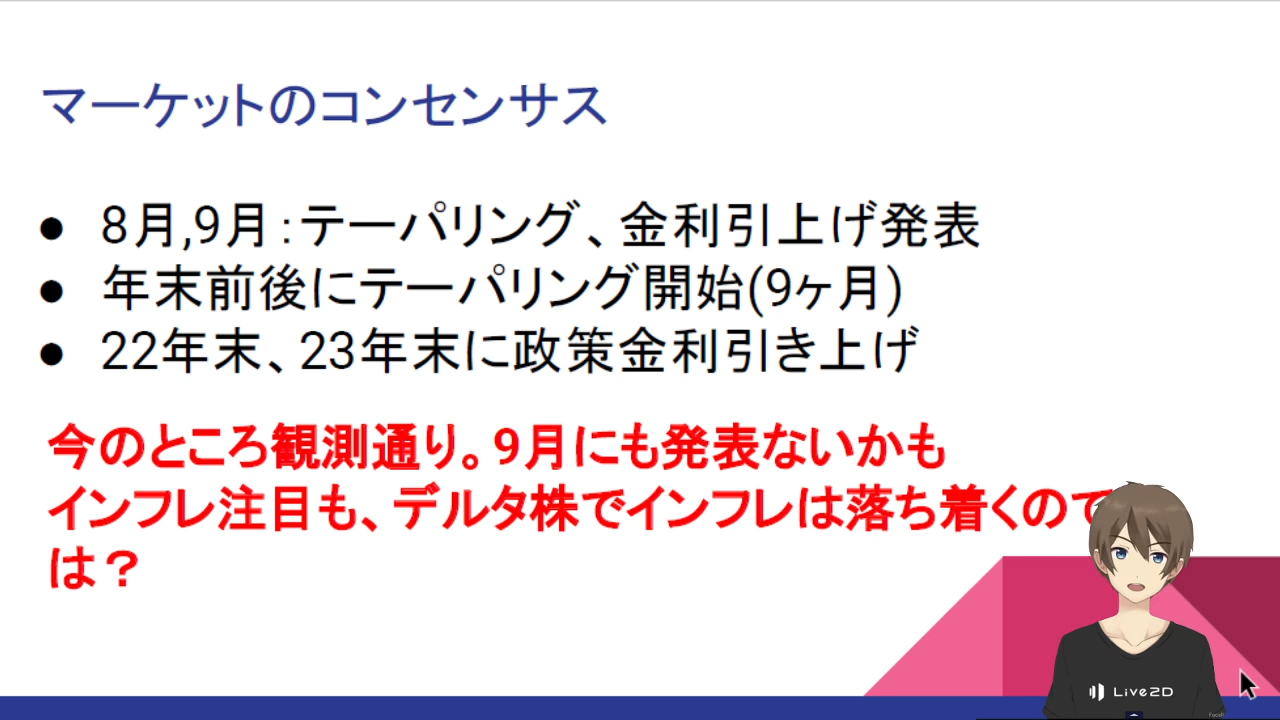 マーケットのコンセンサス
● 8月,9月：テーパリング、金利引上げ発表
● 年末前後にテーパリング開始(9ヶ月)
● 22年末、23年末に政策金利引き上げ
今のところ観測通り。9月にも発表ないかも
インフレ注目も、デルタ株でインフレは落ち着くので
は？
Live2D